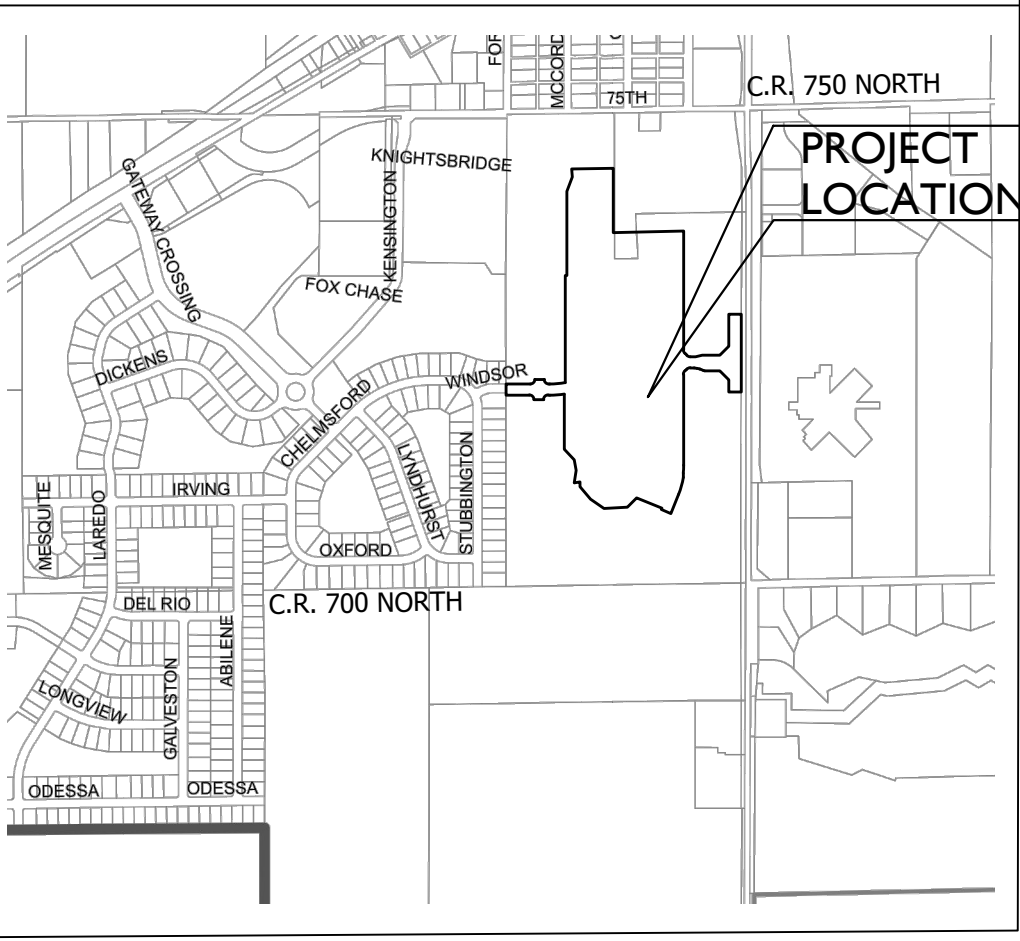 FOR
MCCORD
75TH
C.R. 750 NORTH
PROJECT
LOCATION
KNIGHTSBRIDGE
GATEWAY CROSSING
KENSINGTON
FOX CHASE
DICKENS
WINDSOR
CHELMSFORD
LYNDHURST
STUBBINGTON
IRVING
MESQUITE
LAREDO
OXFORD
DEL RIO
C.R. 700 NORTH
ABILENE
GALVESTON
LONGVIEW
ODESSA
ODESSA